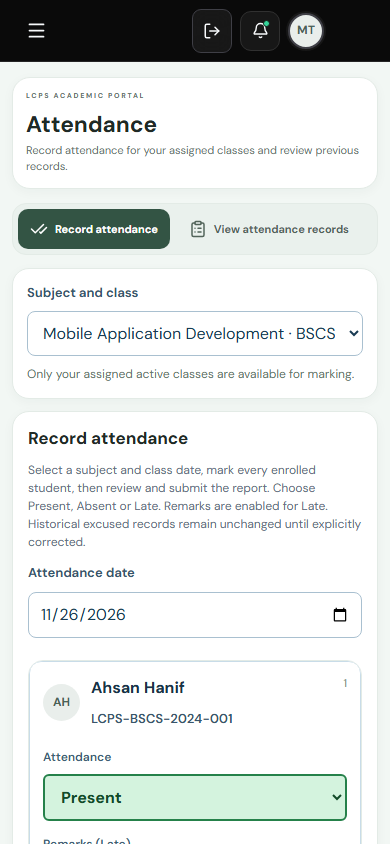 MT
LCPS ACADEMIC PORTAL
Attendance
Record attendance for your assigned classes and review previous
records.
Record attendance
View attendance records
Subject and class
Mobile Application Development · BSCS
Only your assigned active classes are available for marking.
Record attendance
Select a subject and class date, mark every enrolled
student, then review and submit the report. Choose
Present, Absent or Late. Remarks are enabled for Late.
Historical excused records remain unchanged until explicitly
corrected.
Attendance date
11/26/2026
AH
Ahsan Hanif
1
LCPS-BSCS-2024-001
Attendance
Present
Remarks (Late)